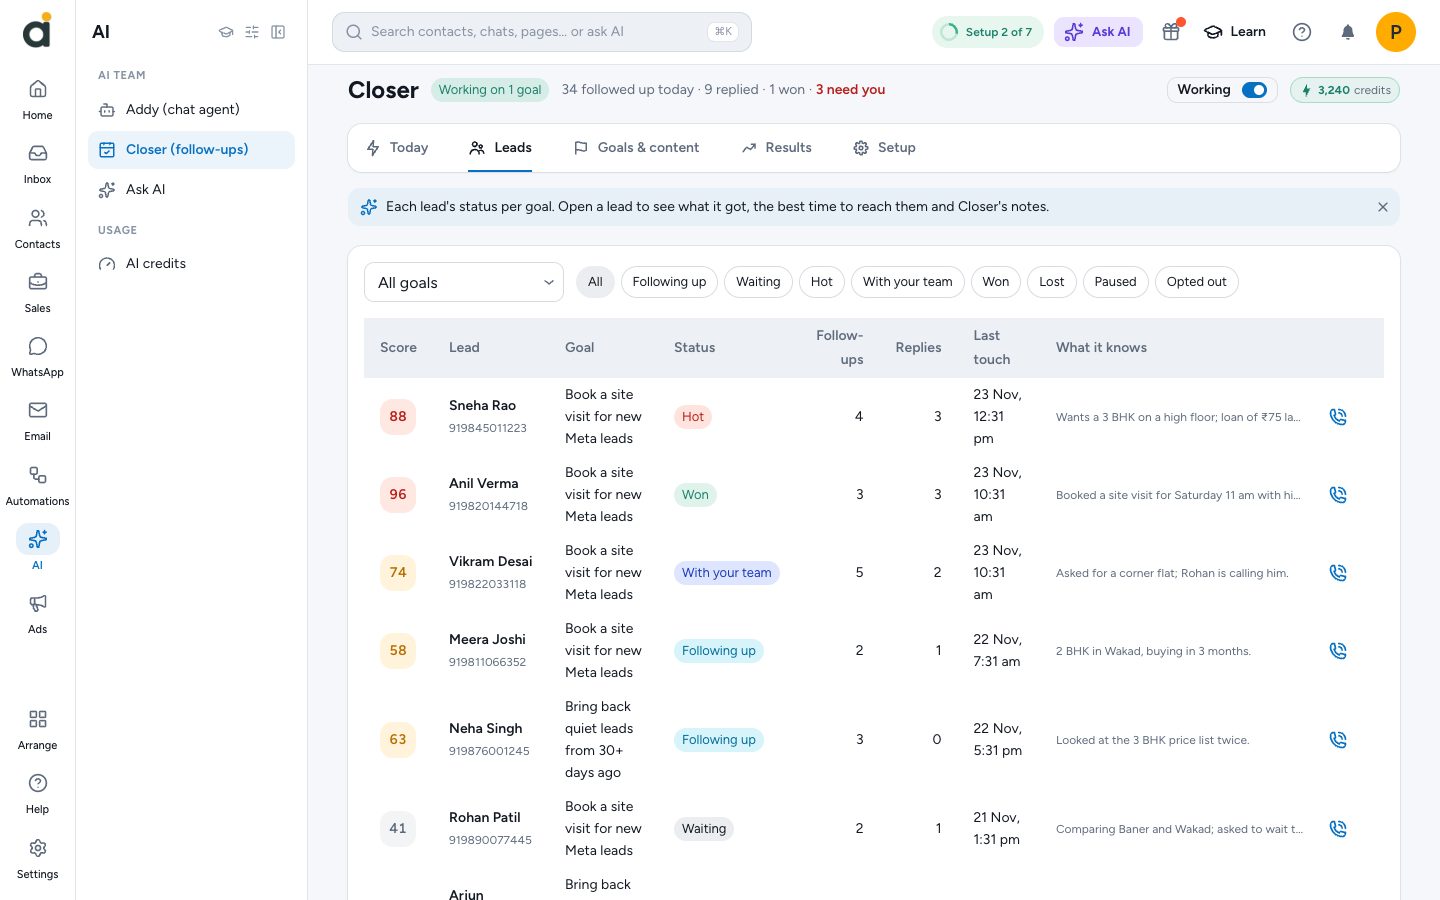 AI
Search contacts, chats, pages... or ask AI
⌘K
Setup 2 of 7
Ask AI
Learn
P
Home
Inbox
Contacts
Sales
WhatsApp
Email
Automations
AI
Ads
Arrange
Help
Settings
AI TEAM
Addy (chat agent)
Closer (follow-ups)
Ask AI
USAGE
AI credits
Closer
Working on 1 goal
34 followed up today · 9 replied · 1 won · 3 need you
Working
3,240 credits
Today
Leads
Goals & content
Results
Setup
Each lead's status per goal. Open a lead to see what it got, the best time to reach them and Closer's notes.
All goals
All
Following up
Waiting
Hot
With your team
Won
Lost
Paused
Opted out
Score
Lead
Goal
Status
Follow-
ups
Replies
Last
touch
What it knows
88
Sneha Rao
919845011223
Book a site
visit for new
Meta leads
Hot
4
3
23 Nov,
12:31
pm
Wants a 3 BHK on a high floor; loan of ₹75 la...
96
Anil Verma
919820144718
Book a site
visit for new
Meta leads
Won
3
3
23 Nov,
10:31
am
Booked a site visit for Saturday 11 am with hi...
74
Vikram Desai
919822033118
Book a site
visit for new
Meta leads
With your team
5
2
23 Nov,
10:31
am
Asked for a corner flat; Rohan is calling him.
58
Meera Joshi
919811066352
Book a site
visit for new
Meta leads
Following up
2
1
22 Nov,
7:31 am
2 BHK in Wakad, buying in 3 months.
63
Neha Singh
919876001245
Bring back
quiet leads
from 30+
days ago
Following up
3
0
22 Nov,
5:31 pm
Looked at the 3 BHK price list twice.
41
Rohan Patil
919890077445
Book a site
visit for new
Meta leads
Waiting
2
1
21 Nov,
1:31 pm
Comparing Baner and Wakad; asked to wait t...
Arjun
Bring back